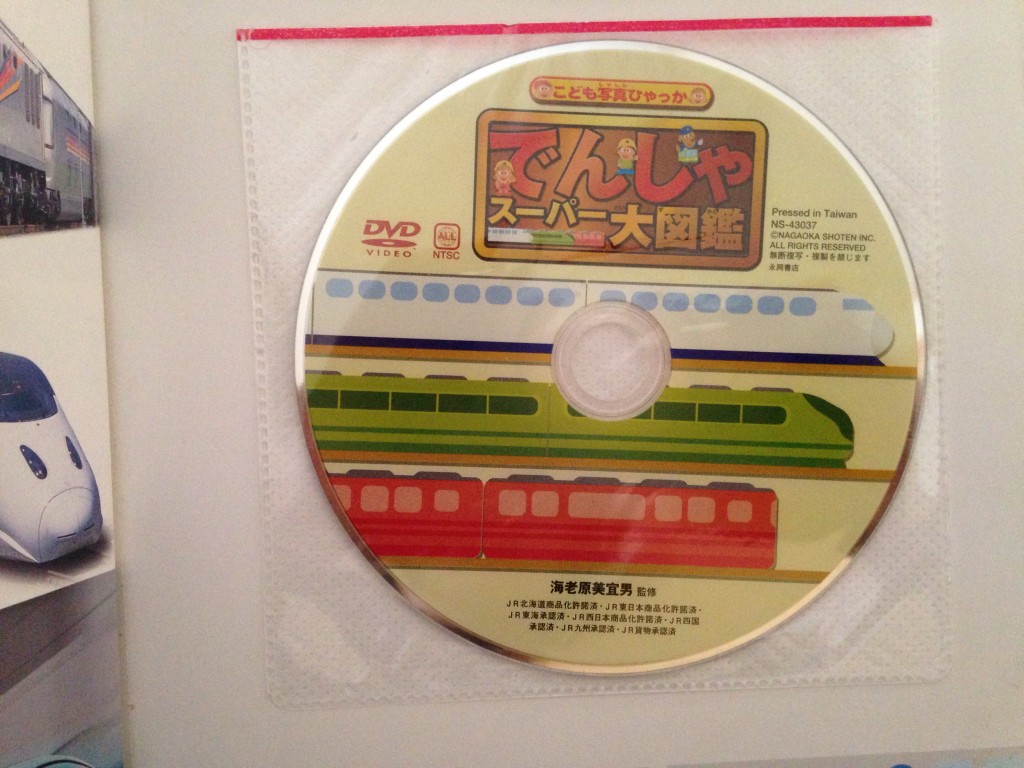 こども写真ひゃっか
でんしゃ
スーパー大図鑑
DVD
VIDEO
ALL
NTSC
Pressed in Taiwan
NS-43037
©NAGAOKA SHOTEN INC.
ALL RIGHTS RESERVED
無断複写・複製を禁じます
永岡書店
海老原美宜男 監修
JR北海道商品化許諾済・JR東日本商品化許諾済・
JR東海承認済・JR西日本商品化許諾済・JR四国
承認済・JR九州承認済・JR貨物承認済